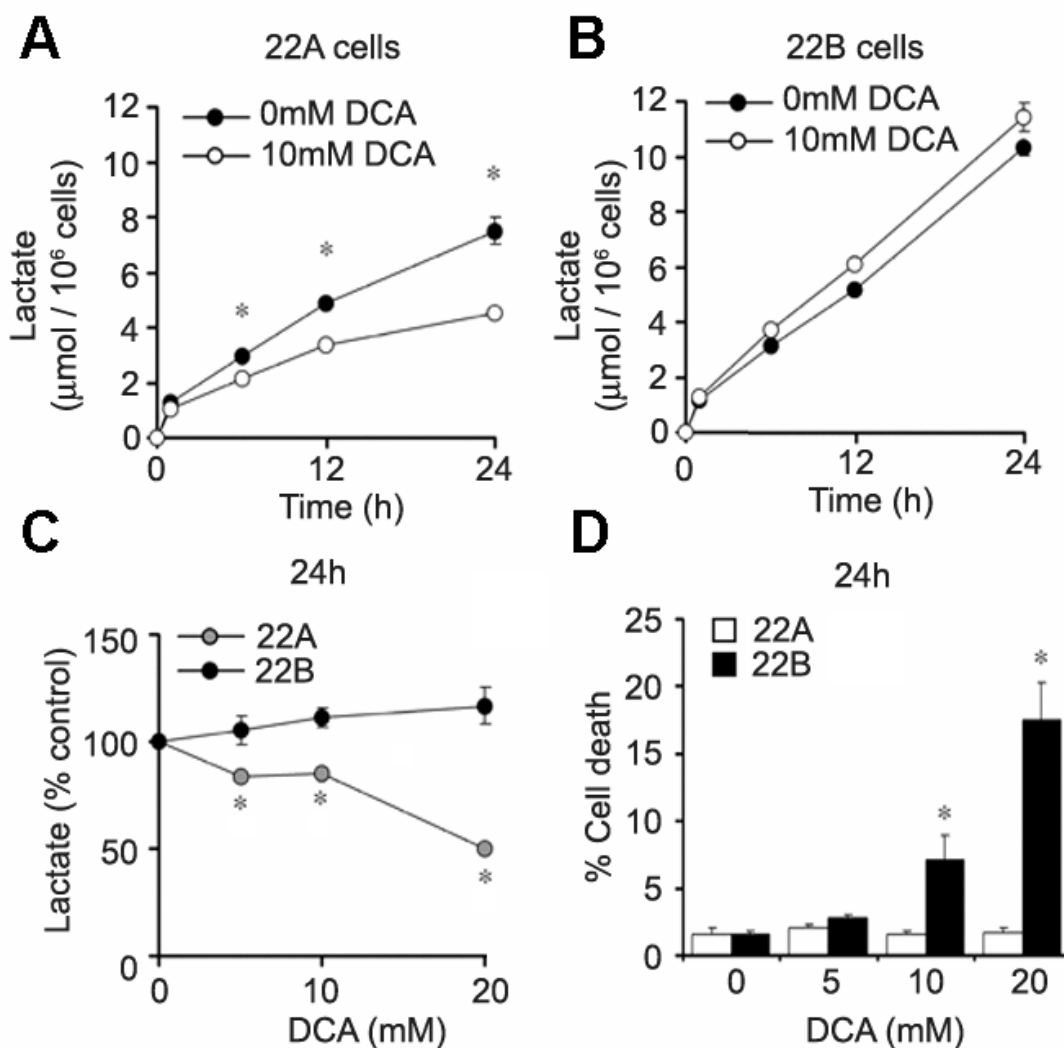 A
22A cells
0mM DCA
10mM DCA
Lactate
(μmol / 10⁶ cells)
12
10
8
6
4
2
0
*
*
*
0
12
24
Time (h)
B
22B cells
0mM DCA
10mM DCA
Lactate
(μmol / 10⁶ cells)
12
10
8
6
4
2
0
0
12
24
Time (h)
C
24h
22A
22B
Lactate (% control)
150
100
50
0
*
*
*
0
10
20
DCA (mM)
D
24h
22A
22B
% Cell death
25
20
15
10
5
0
*
*
0
5
10
20
DCA (mM)